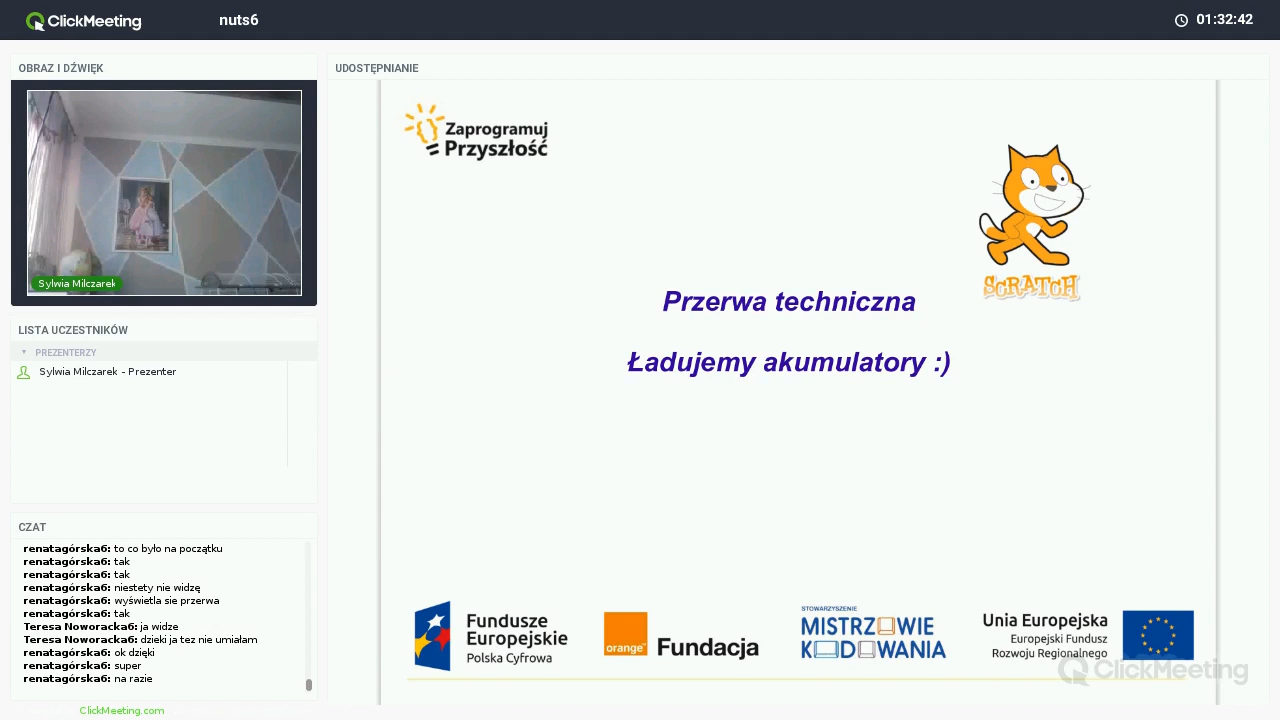 ClickMeeting
nuts6
01:32:42
OBRAZ I DŹWIĘK
Sylwia Milczarek
LISTA UCZESTNIKÓW
PREZENTERZY
Sylwia Milczarek - Prezenter
CZAT
renatagórska6: to co było na początku
renatagórska6: tak
renatagórska6: tak
renatagórska6: niestety nie widzę
renatagórska6: wyświetla sie przerwa
renatagórska6: tak
Teresa Noworacka6: ja widze
Teresa Noworacka6: dzieki ja tez nie umiałam
renatagórska6: ok dzięki
renatagórska6: super
renatagórska6: na razie
ClickMeeting.com
UDOSTĘPNIANIE
Zaprogramuj
Przyszłość
SCRATCH
Przerwa techniczna
Ładujemy akumulatory :)
Fundusze
Europejskie
Polska Cyfrowa
orange
Fundacja
STOWARZYSZENIE
MISTRZOWIE
KODOWANIA
Unia Europejska
Europejski Fundusz
Rozwoju Regionalnego
ClickMeeting